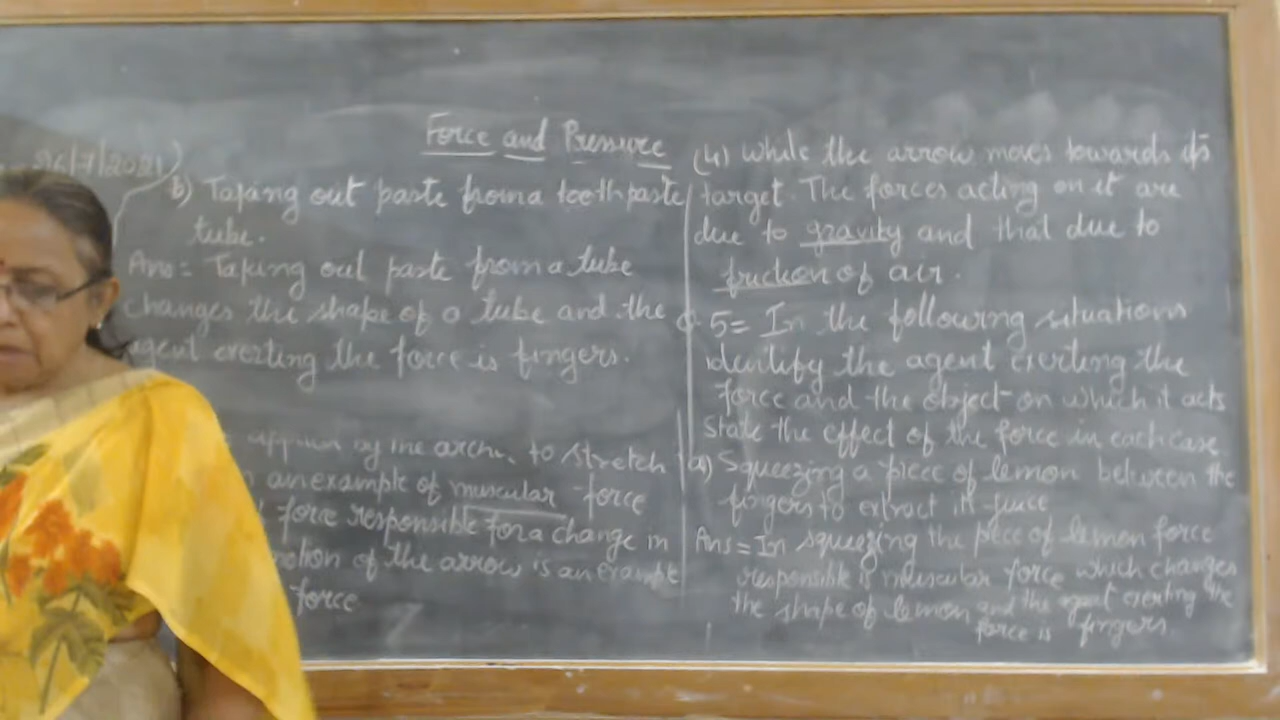 Force and Pressure
26/7/2021
b) Taking out paste from a toothpaste
tube.
Ans = Taking out paste from a tube
changes the shape of a tube and the
agent exerting the force is fingers.
by the archer to stretch
an example of muscular force
force responsible for a change in
of the arrow is an example
force
(4) While the arrow moves towards its
target. The forces acting on it are
due to gravity and that due to
friction of air.
Q 5= In the following situations
identify the agent exerting the
force and the object on which it acts
State the effect of the force in each case
a) Squeezing a piece of lemon between the
fingers to extract its juice
Ans = In squeezing the piece of lemon force
responsible is muscular force which changes
the shape of lemon and the agent exerting the
force is fingers